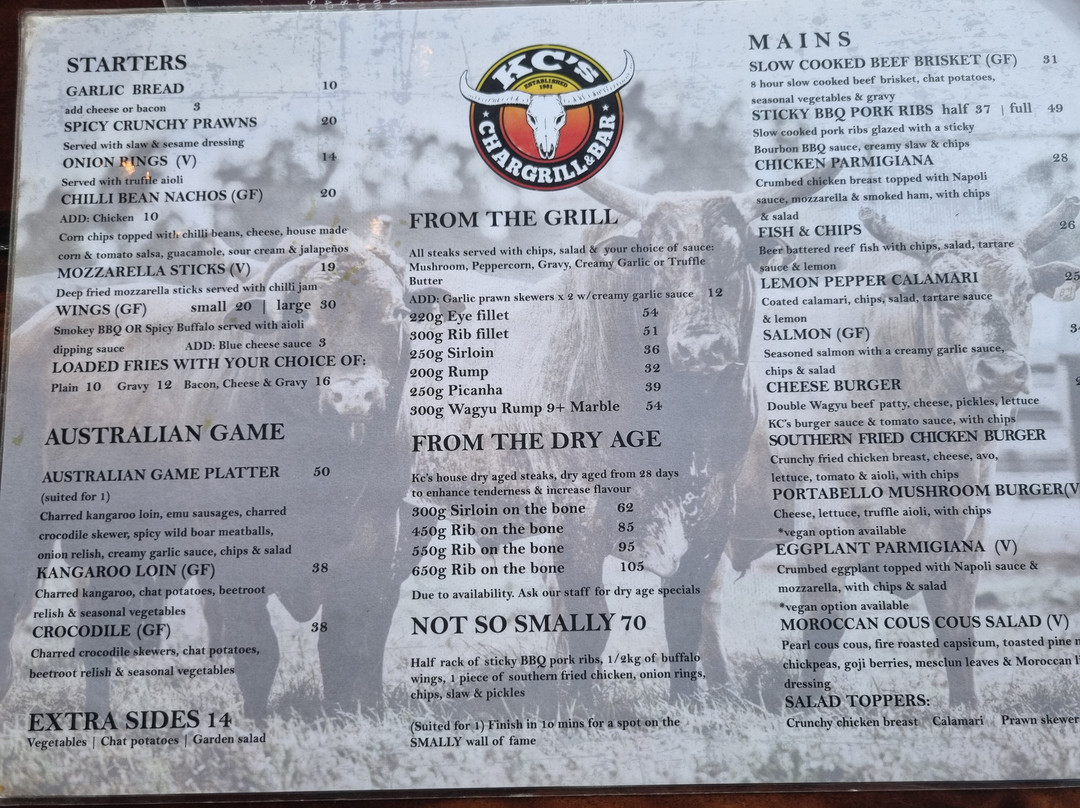 STARTERS
GARLIC BREAD 10
add cheese or bacon 3
SPICY CRUNCHY PRAWNS 20
Served with slaw & sesame dressing
ONION RINGS (V) 14
Served with truffle aioli
CHILLI BEAN NACHOS (GF) 20
ADD: Chicken 10
Corn chips topped with chilli beans, cheese, house made
corn & tomato salsa, guacamole, sour cream & jalapeños
MOZZARELLA STICKS (V) 19
Deep fried mozzarella sticks served with chilli jam
WINGS (GF) small 20 | large 30
Smokey BBQ OR Spicy Buffalo served with aioli
dipping sauce ADD: Blue cheese sauce 3
LOADED FRIES WITH YOUR CHOICE OF:
Plain 10 Gravy 12 Bacon, Cheese & Gravy 16
AUSTRALIAN GAME
AUSTRALIAN GAME PLATTER 50
(suited for 1)
Charred kangaroo loin, emu sausages, charred
crocodile skewer, spicy wild boar meatballs,
onion relish, creamy garlic sauce, chips & salad
KANGAROO LOIN (GF) 38
Charred kangaroo, chat potatoes, beetroot
relish & seasonal vegetables
CROCODILE (GF) 38
Charred crocodile skewers, chat potatoes,
beetroot relish & seasonal vegetables
EXTRA SIDES 14
Vegetables | Chat potatoes | Garden salad
KC'S
ESTABLISHED
1981
CHARGRILL & BAR
FROM THE GRILL
All steaks served with chips, salad & your choice of sauce:
Mushroom, Peppercorn, Gravy, Creamy Garlic or Truffle
Butter
ADD: Garlic prawn skewers x 2 w/creamy garlic sauce 12
220g Eye fillet 54
300g Rib fillet 51
250g Sirloin 36
200g Rump 32
250g Picanha 39
300g Wagyu Rump 9+ Marble 54
FROM THE DRY AGE
Kc's house dry aged steaks, dry aged from 28 days
to enhance tenderness & increase flavour
300g Sirloin on the bone 62
450g Rib on the bone 85
550g Rib on the bone 95
650g Rib on the bone 105
Due to availability. Ask our staff for dry age specials
NOT SO SMALLY 70
Half rack of sticky BBQ pork ribs, 1/2kg of buffalo
wings, 1 piece of southern fried chicken, onion rings,
chips, slaw & pickles
(Suited for 1) Finish in 10 mins for a spot on the
SMALLY wall of fame
MAINS
SLOW COOKED BEEF BRISKET (GF) 31
8 hour slow cooked beef brisket, chat potatoes,
seasonal vegetables & gravy
STICKY BBQ PORK RIBS half 37 | full 49
Slow cooked pork ribs glazed with a sticky
Bourbon BBQ sauce, creamy slaw & chips
CHICKEN PARMIGIANA 28
Crumbed chicken breast topped with Napoli
sauce, mozzarella & smoked ham, with chips
& salad
FISH & CHIPS 26
Beer battered reef fish with chips, salad, tartare
sauce & lemon
LEMON PEPPER CALAMARI 25
Coated calamari, chips, salad, tartare sauce
& lemon
SALMON (GF)
Seasoned salmon with a creamy garlic sauce,
chips & salad
CHEESE BURGER
Double Wagyu beef patty, cheese, pickles, lettuce
KC's burger sauce & tomato sauce, with chips
SOUTHERN FRIED CHICKEN BURGER
Crunchy fried chicken breast, cheese, avo,
lettuce, tomato & aioli, with chips
PORTABELLO MUSHROOM BURGER(V
Cheese, lettuce, truffle aioli, with chips
*vegan option available
EGGPLANT PARMIGIANA (V)
Crumbed eggplant topped with Napoli sauce &
mozzarella, with chips & salad
*vegan option available
MOROCCAN COUS COUS SALAD (V)
Pearl cous cous, fire roasted capsicum, toasted pine
chickpeas, goji berries, mesclun leaves & Moroccan
dressing
SALAD TOPPERS:
Crunchy chicken breast Calamari Prawn skewer